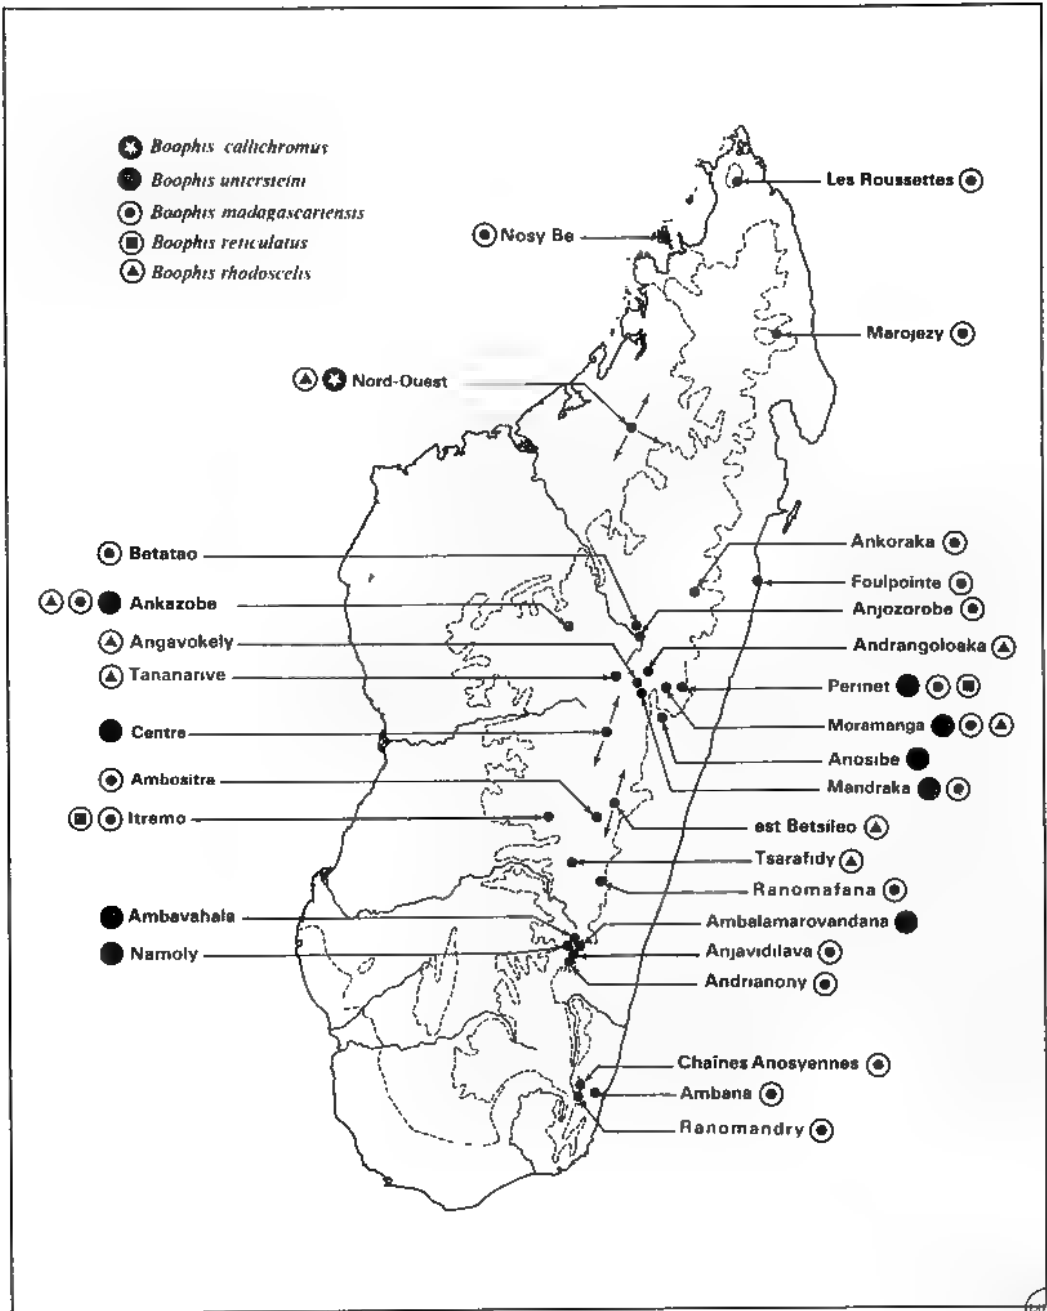 Boophis callichromus
Boophis untersteini
Boophis madagascariensis
Boophis reticulatus
Boophis rhodoscelis
Les Roussettes
Nosy Be
Marojezy
Nord-Ouest
Betatao
Ankazobe
Angavokely
Tananarive
Centre
Ambositra
Itremo
Ambavahala
Namoly
Ankoraka
Foulpointe
Anjozorobe
Andrangoloaka
Perinet
Moramanga
Anosibe
Mandraka
est Betsileo
Tsarafidy
Ranomafana
Ambalamarovandana
Anjavidilava
Andrianony
Chaînes Anosyennes
Ambana
Ranomandry